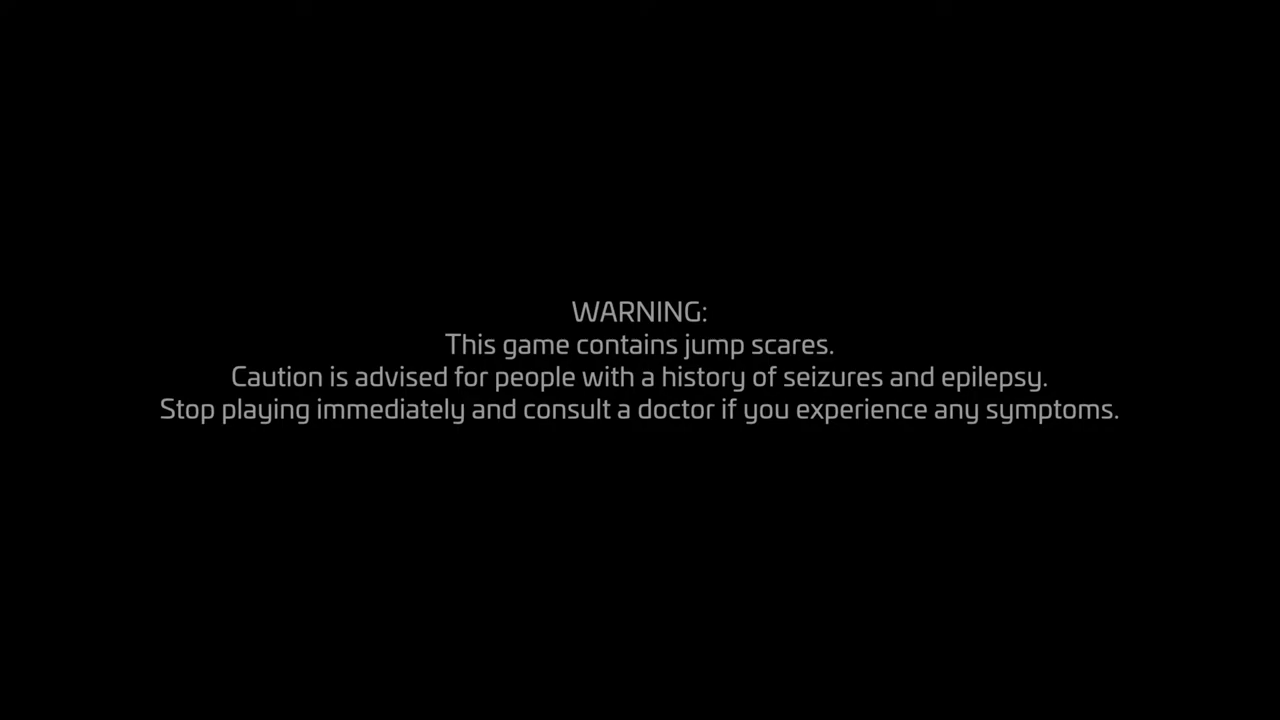 WARNING:
This game contains jump scares.
Caution is advised for people with a history of seizures and epilepsy.
Stop playing immediately and consult a doctor if you experience any symptoms.